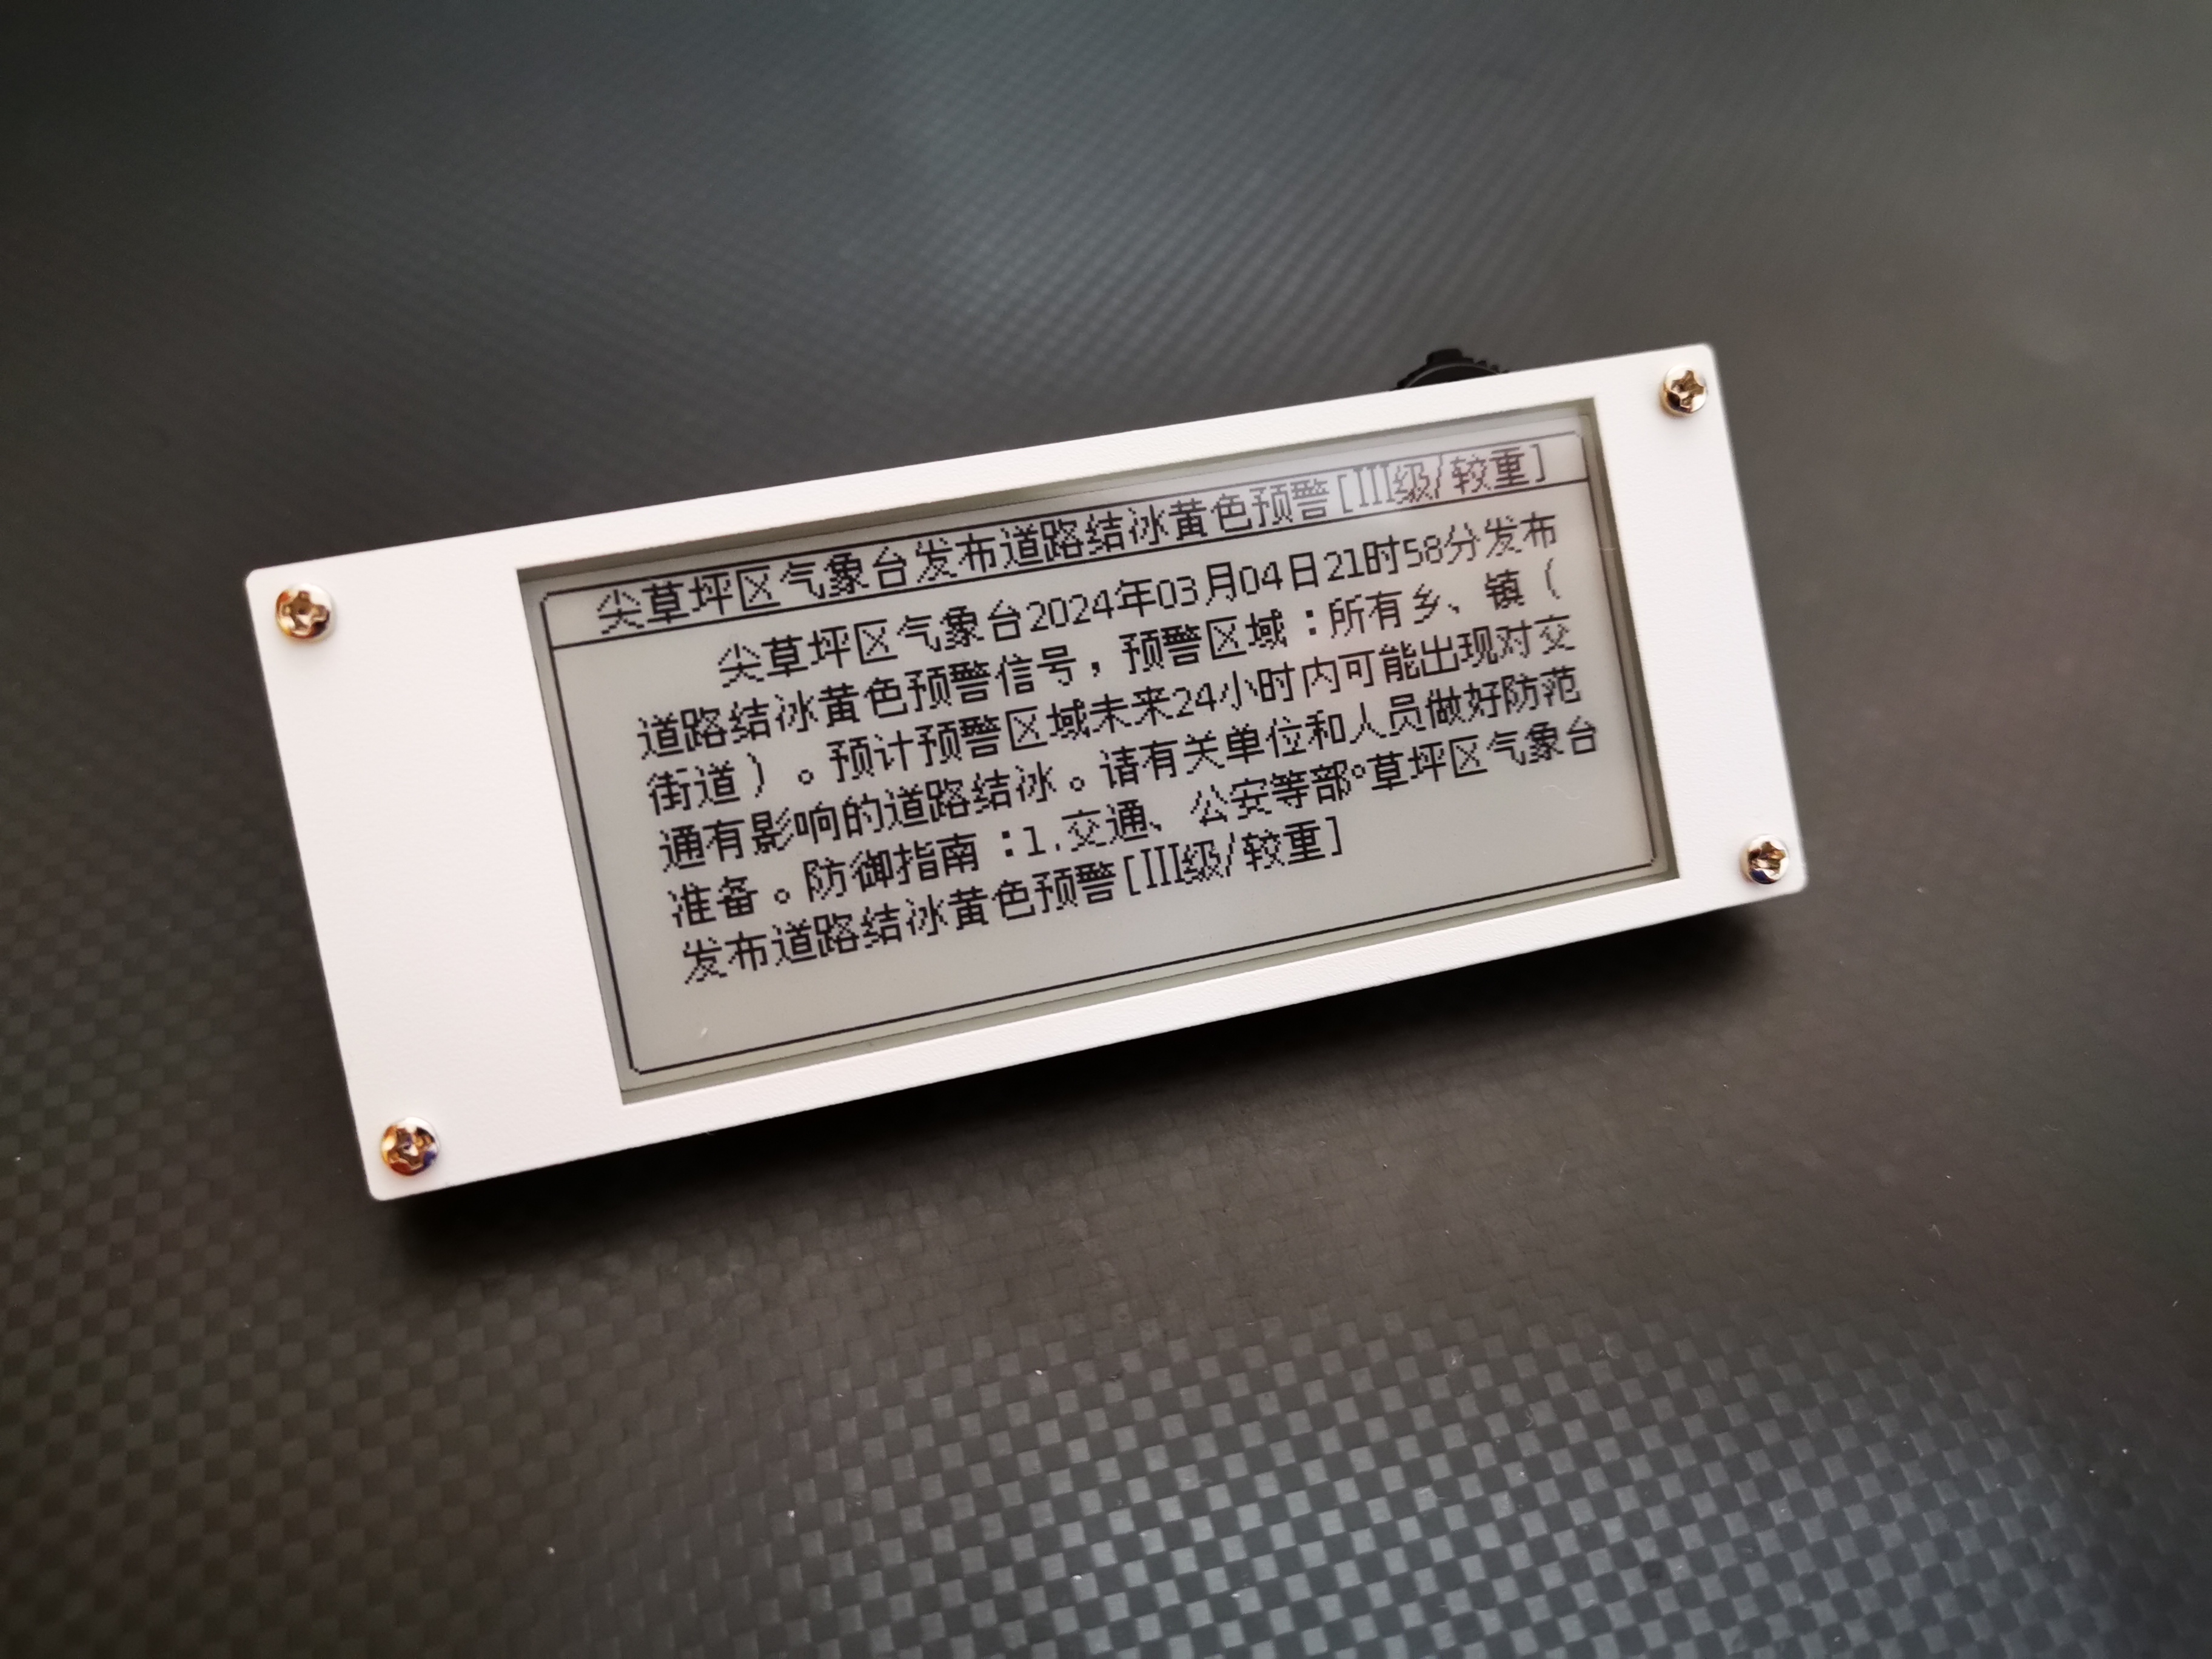 尖草坪区气象台发布道路结冰黄色预警[III级/较重]
尖草坪区气象台2024年03月04日21时58分发布
道路结冰黄色预警信号，预警区域：所有乡、镇（
街道）。预计预警区域未来24小时内可能出现对交
通有影响的道路结冰。请有关单位和人员做好防范
准备。防御指南：1.交通、公安等部°草坪区气象台
发布道路结冰黄色预警[III级/较重]